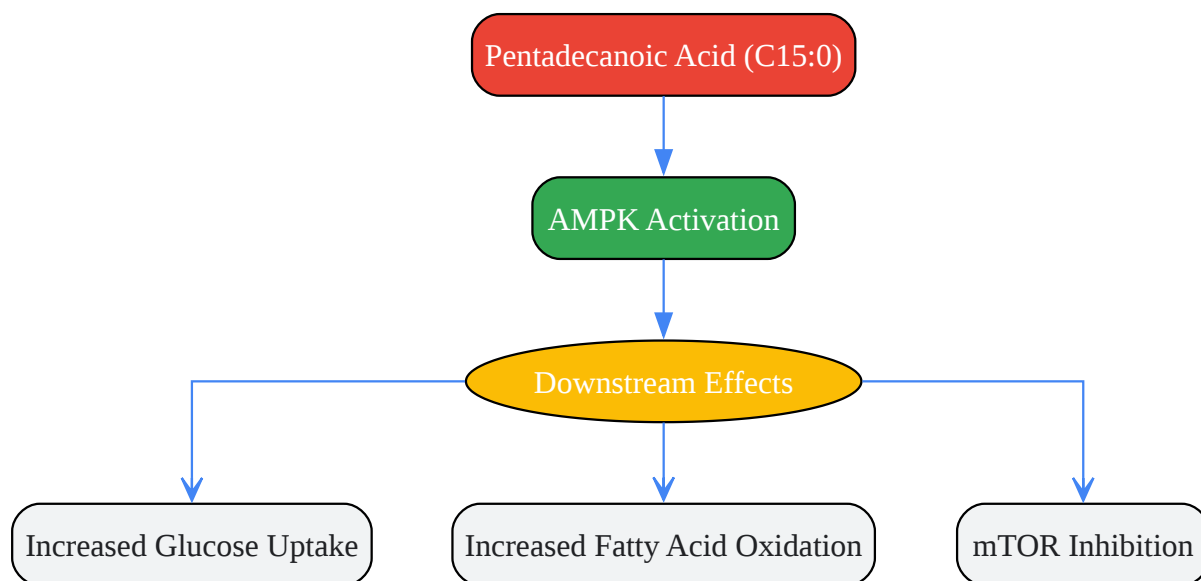 Pentadecanoic Acid (C15:0)
AMPK Activation
Downstream Effects
Increased Glucose Uptake
Increased Fatty Acid Oxidation
mTOR Inhibition